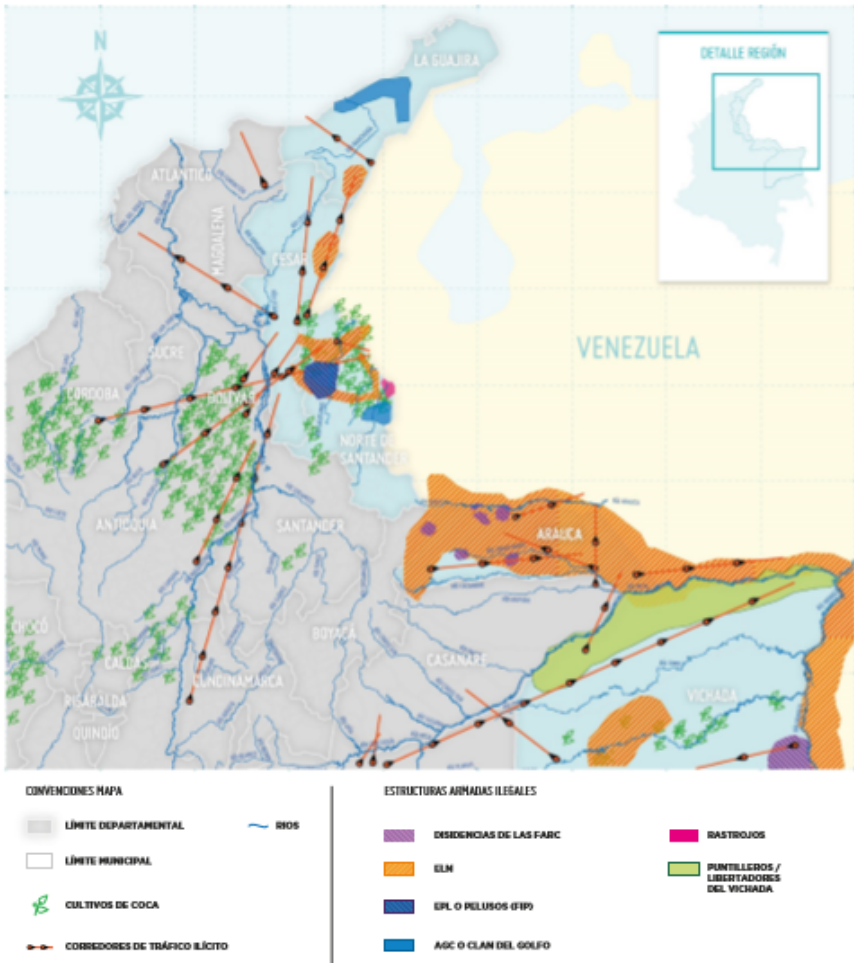 N
LA GUAJIRA
DETALLE REGIÓN
ATLÁNTICO
MAGDALENA
CESAR
VENEZUELA
SUCRE
CÓRDOBA
BOLÍVAR
NORTE DE
SANTANDER
ANTIOQUIA
SANTANDER
ARAUCA
CHOCÓ
BOYACÁ
CALDAS
CASANARE
CUNDINAMARCA
RISARALDA
VICHADA
QUINDÍO
CONVENCIONES MAPA
LÍMITE DEPARTAMENTAL
RIOS
LÍMITE MUNICIPAL
CULTIVOS DE COCA
CORREDORES DE TRÁFICO ILÍCITO
ESTRUCTURAS ARMADAS ILEGALES
DISIDENCIAS DE LAS FARC
RASTROJOS
ELN
PUNTILLEROS /
LIBERTADORES
DEL VICHADA
EPL O PELUSOS (FIP)
AGC O CLAN DEL GOLFO